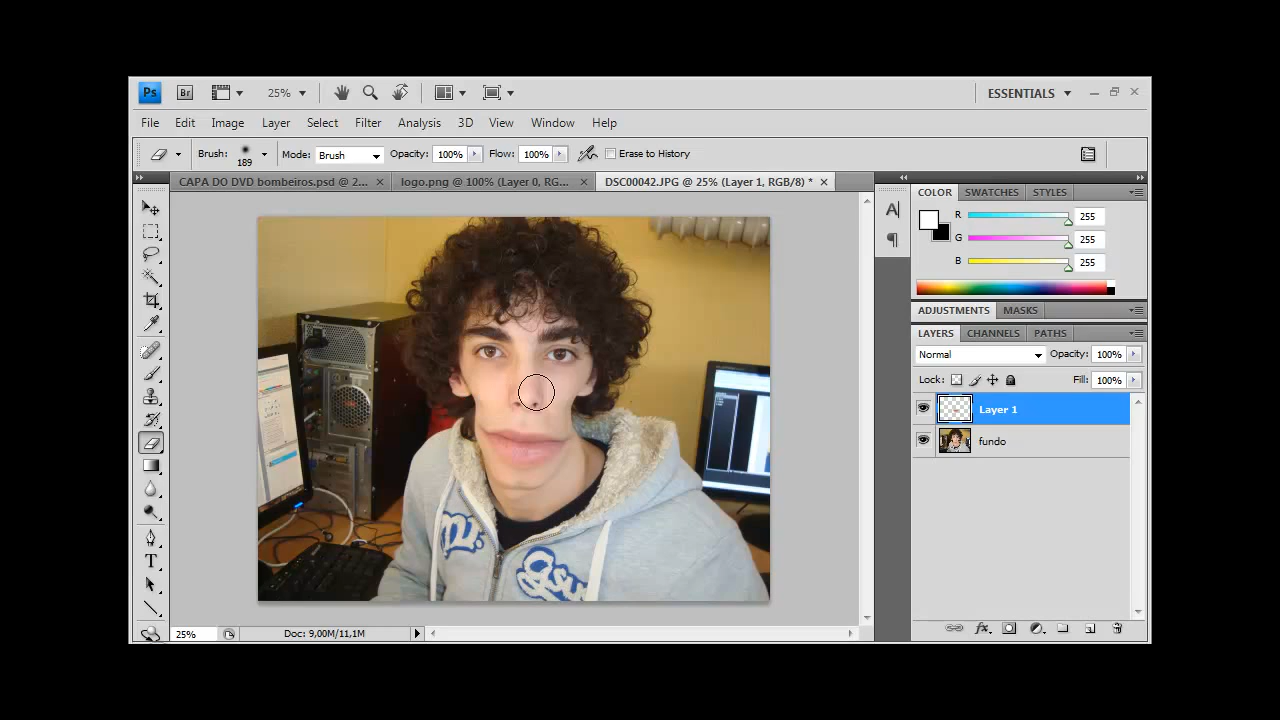 Ps Br 25% ESSENTIALS
File Edit Image Layer Select Filter Analysis 3D View Window Help
Brush: 189 Mode: Brush Opacity: 100% Flow: 100% Erase to History
CAPA DO DVD bombeiros.psd @ 2... logo.png @ 100% (Layer 0, RG... DSC00042.JPG @ 25% (Layer 1, RGB/8) *
COLOR SWATCHES STYLES
R 255
G 255
B 255
ADJUSTMENTS MASKS
LAYERS CHANNELS PATHS
Normal Opacity: 100%
Lock: Fill: 100%
Layer 1
fundo
25% Doc: 9,00M/11,1M